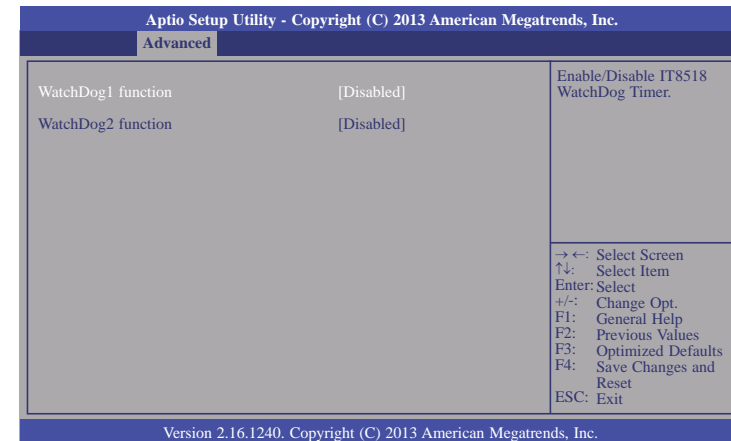 Aptio Setup Utility - Copyright (C) 2013 American Megatrends, Inc.
Advanced
WatchDog1 function [Disabled]
WatchDog2 function [Disabled]
Enable/Disable IT8518
WatchDog Timer.
→ ←: Select Screen
↑↓: Select Item
Enter: Select
+/-: Change Opt.
F1: General Help
F2: Previous Values
F3: Optimized Defaults
F4: Save Changes and
Reset
ESC: Exit
Version 2.16.1240. Copyright (C) 2013 American Megatrends, Inc.